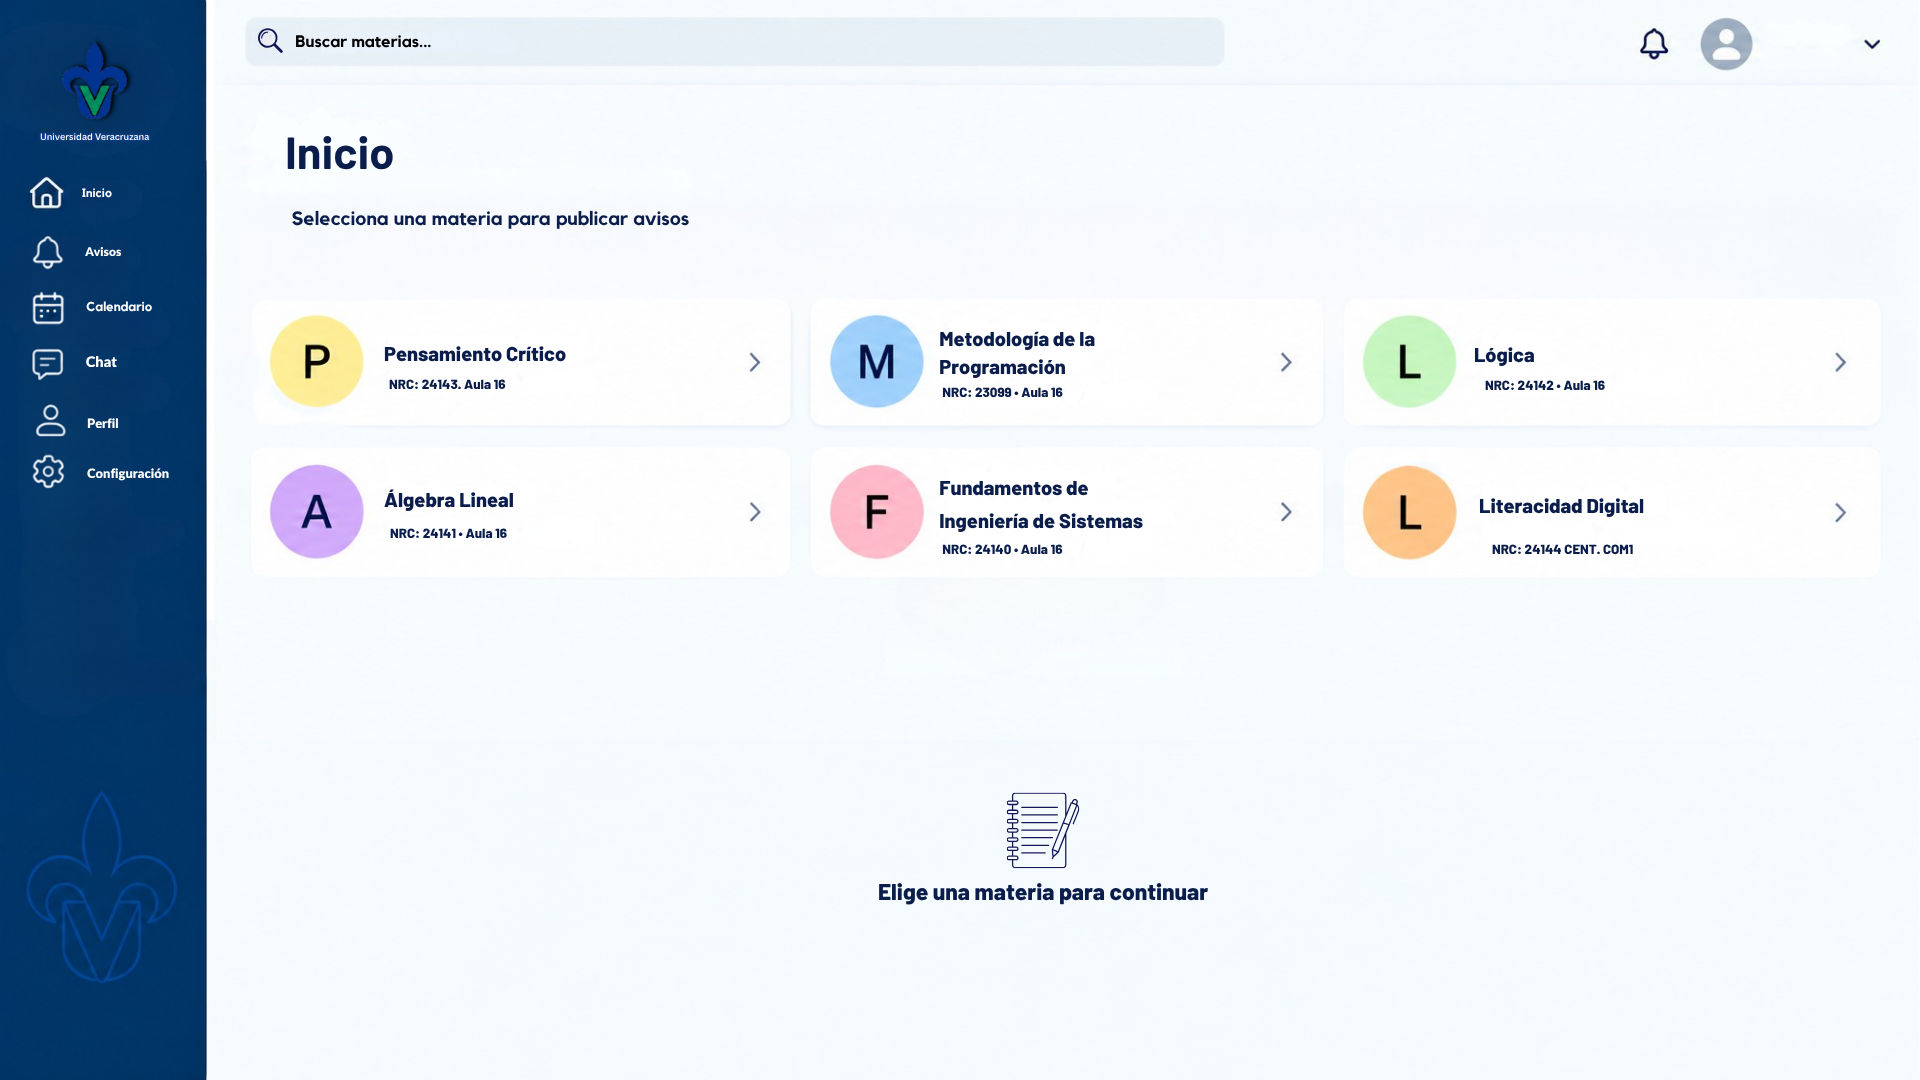 Buscar materias...
Universidad Veracruzana
Inicio
Avisos
Calendario
Chat
Perfil
Configuración
Inicio
Selecciona una materia para publicar avisos
P
Pensamiento Crítico
NRC: 24143. Aula 16
M
Metodología de la
Programación
NRC: 23099 • Aula 16
L
Lógica
NRC: 24142 • Aula 16
A
Álgebra Lineal
NRC: 24141 • Aula 16
F
Fundamentos de
Ingeniería de Sistemas
NRC: 24140 • Aula 16
L
Literacidad Digital
NRC: 24144 CENT. COM1
Elige una materia para continuar